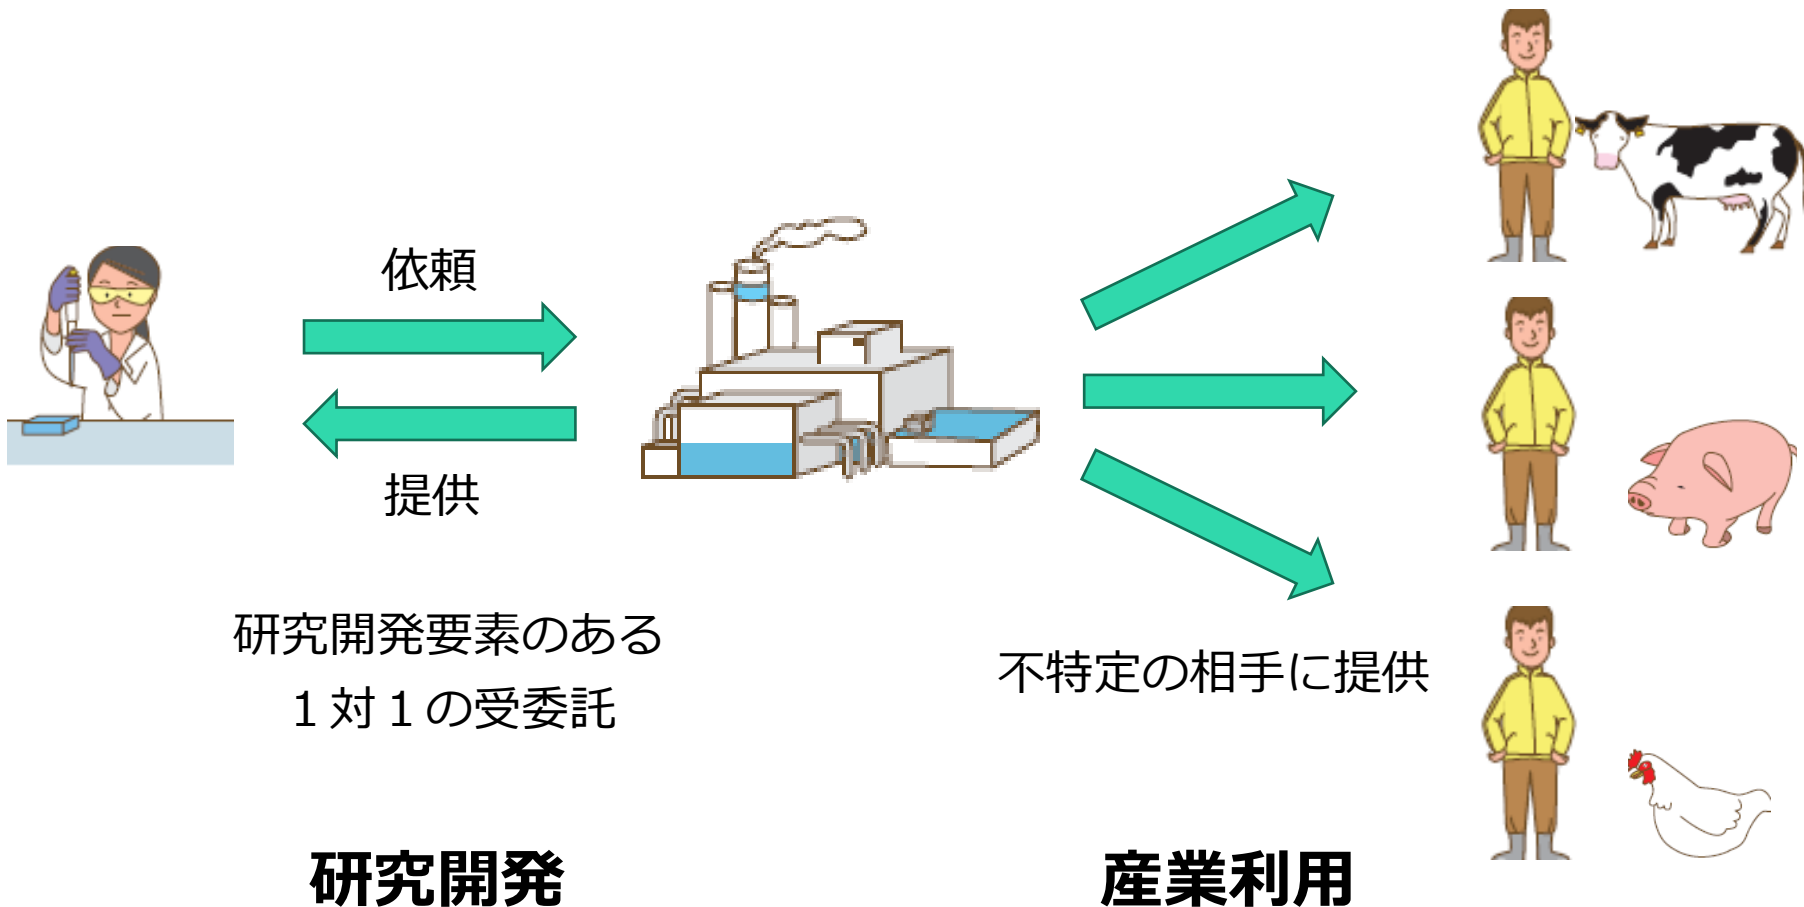 依頼
提供
研究開発要素のある
１対１の受委託
不特定の相手に提供
研究開発
産業利用